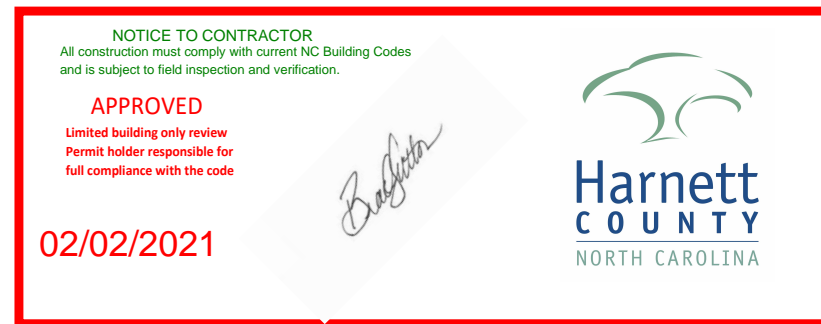 NOTICE TO CONTRACTOR
All construction must comply with current NC Building Codes
and is subject to field inspection and verification.
APPROVED
Limited building only review
Permit holder responsible for
full compliance with the code
02/02/2021
Harnett
COUNTY
NORTH CAROLINA